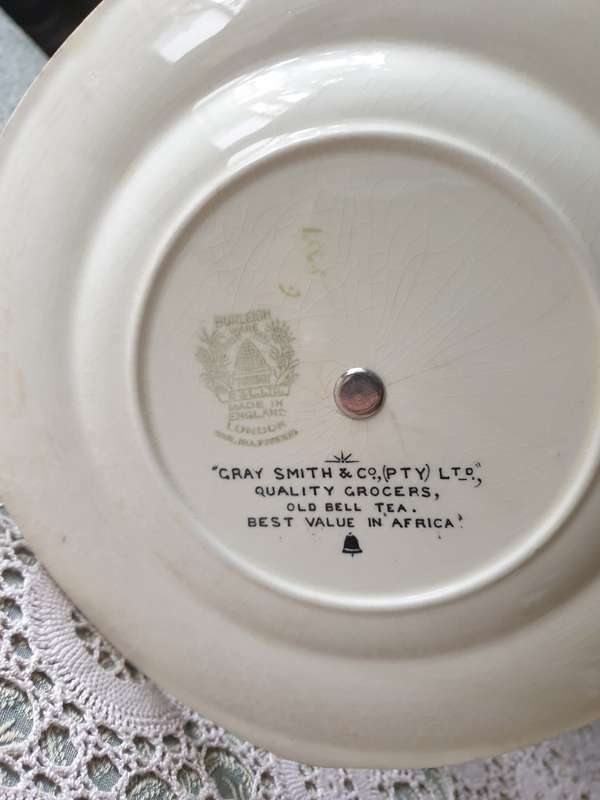 BURLEIGH
WARE
MADE IN
ENGLAND
LONDON
"GRAY SMITH & CO., (PTY) LTD.",
QUALITY GROCERS,
OLD BELL TEA.
BEST VALUE IN AFRICA.